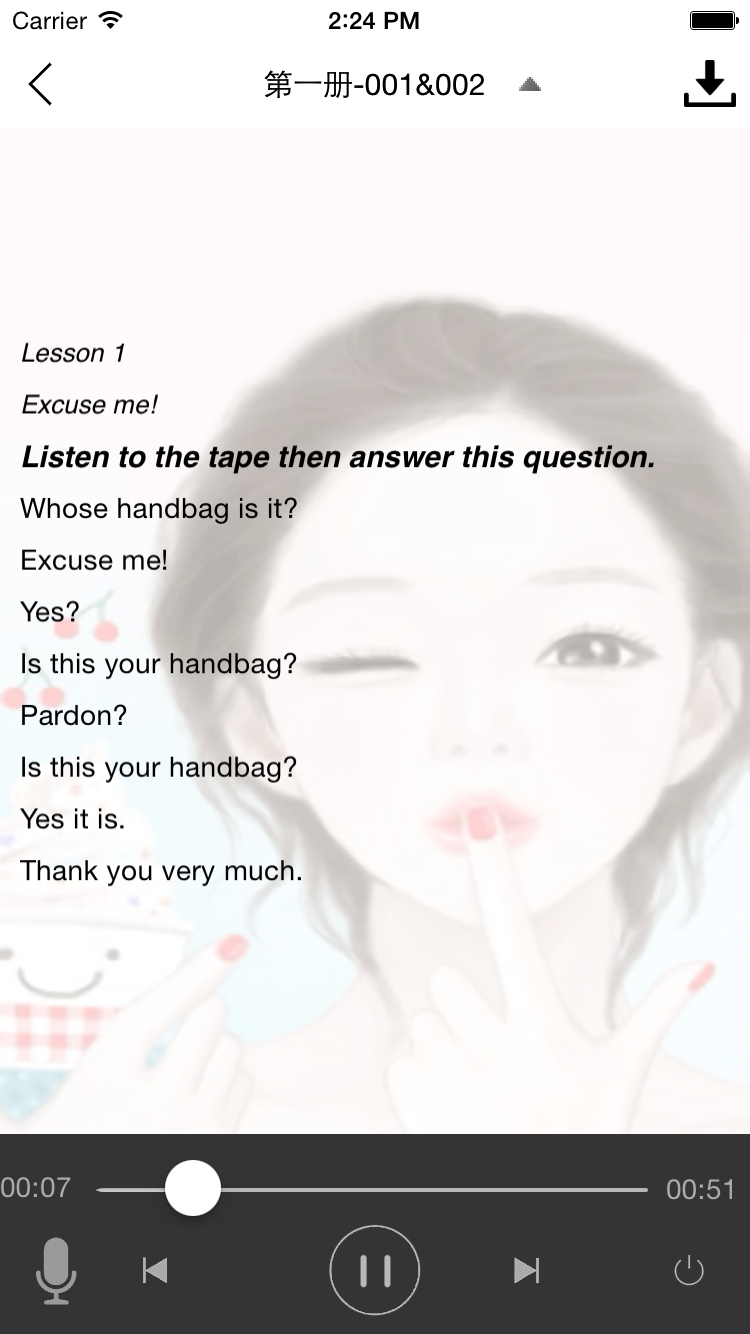 Carrier 2:24 PM
第一册-001&002
Lesson 1
Excuse me!
Listen to the tape then answer this question.
Whose handbag is it?
Excuse me!
Yes?
Is this your handbag?
Pardon?
Is this your handbag?
Yes it is.
Thank you very much.
00:07 00:51